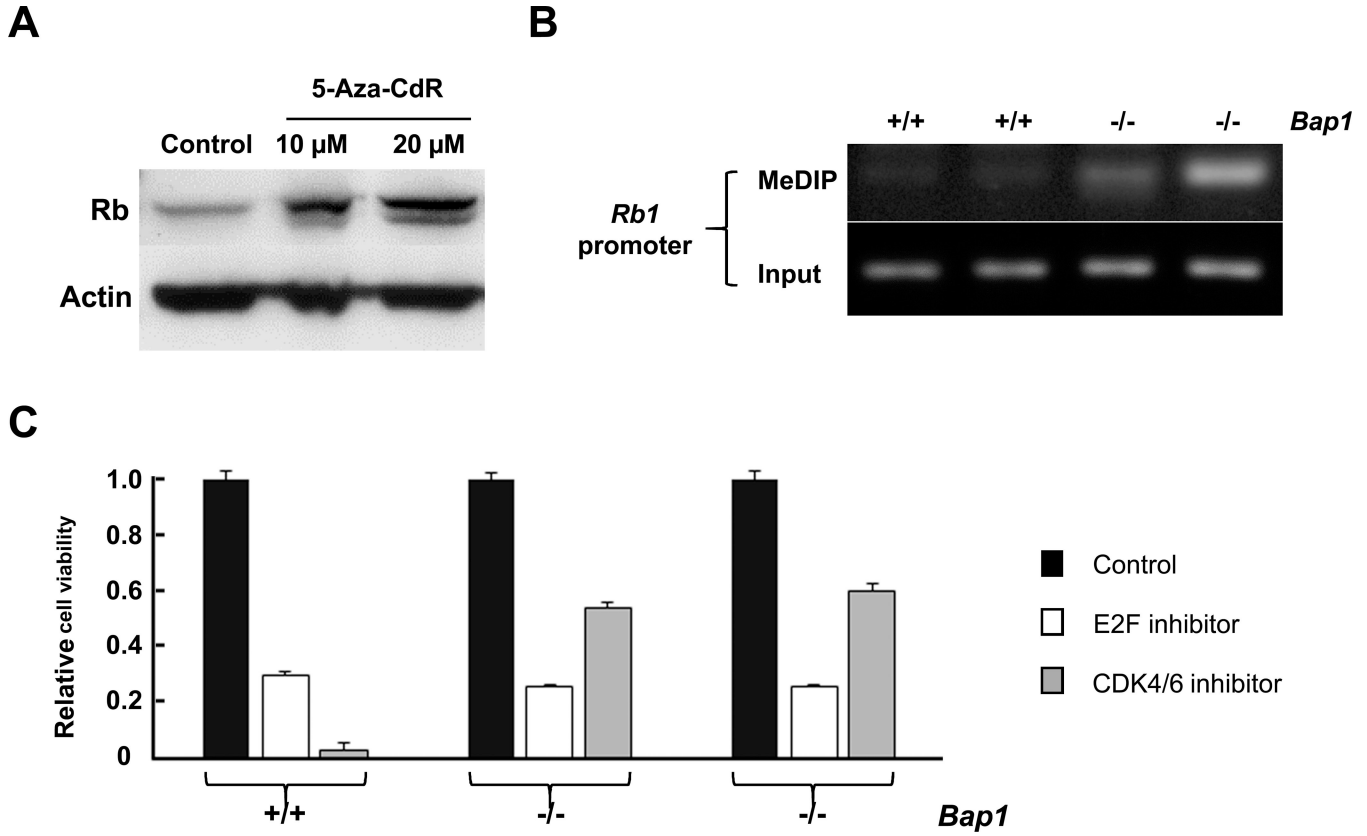 A
5-Aza-CdR
Control 10 µM 20 µM
Rb
Actin
B
+/+ +/+ -/- -/- Bap1
MeDIP
Rb1
promoter
Input
C
Relative cell viability
1.0
0.8
0.6
0.4
0.2
0
+/+ -/- -/- Bap1
Control
E2F inhibitor
CDK4/6 inhibitor